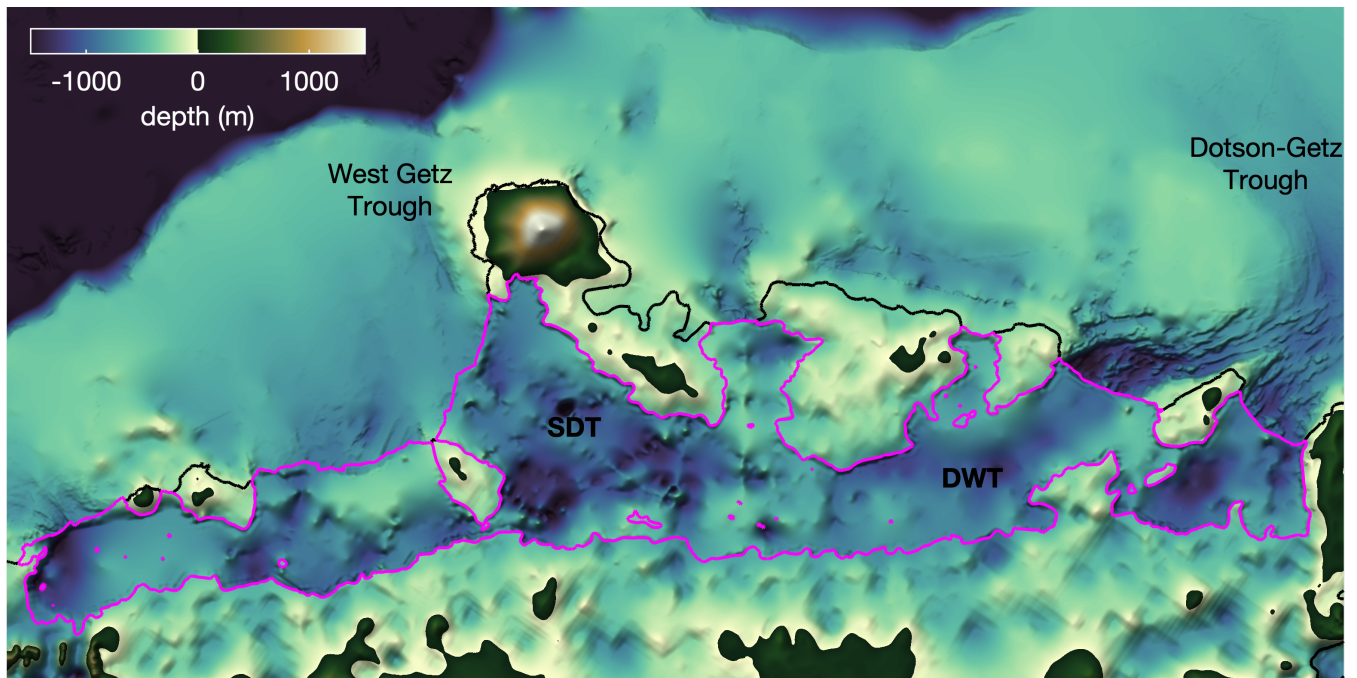 -1000 0 1000
depth (m)
West Getz
Trough
Dotson-Getz
Trough
SDT
DWT